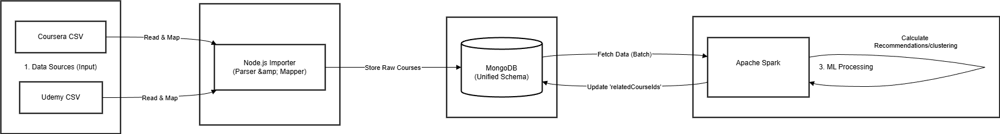 Coursera CSV
1. Data Sources (Input)
Udemy CSV
Read & Map
Read & Map
Node.js Importer
(Parser &amp; Mapper)
Store Raw Courses
MongoDB
(Unified Schema)
Fetch Data (Batch)
Update 'relatedCourseIds'
Apache Spark
Calculate
Recommendations/clustering
3. ML Processing